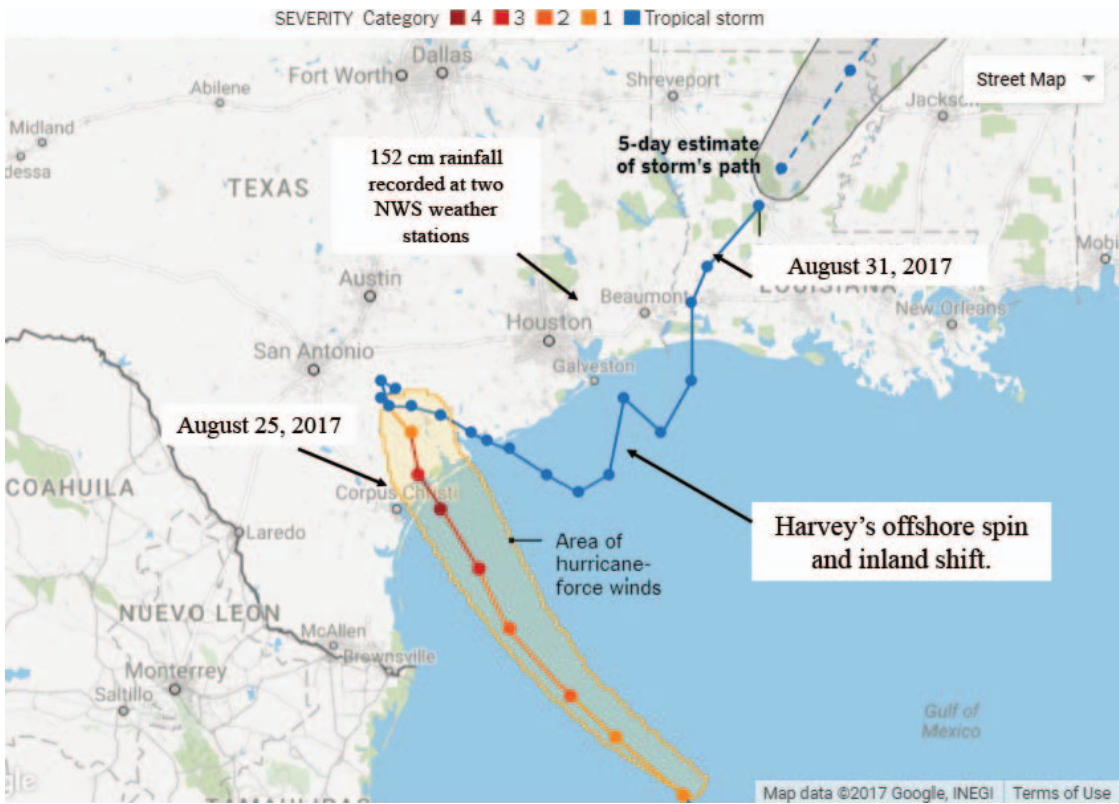 SEVERITY Category 4 3 2 1 Tropical storm
Dallas
Fort Worth
Abilene
Shreveport
Street Map
Jackson
Midland
dessa
5-day estimate
of storm's path
152 cm rainfall
recorded at two
NWS weather
stations
TEXAS
Mobi
August 31, 2017
Austin
LOUISIANA
Beaumont
New Orleans
Houston
San Antonio
Galveston
August 25, 2017
COAHUILA
Corpus Christi
Harvey's offshore spin
and inland shift.
Laredo
Area of
hurricane-
force winds
NUEVO LEON
McAllen
Brownsville
Monterrey
Saltillo
Gulf of
Mexico
gle
TAMAULIPAS
Map data ©2017 Google, INEGI Terms of Use